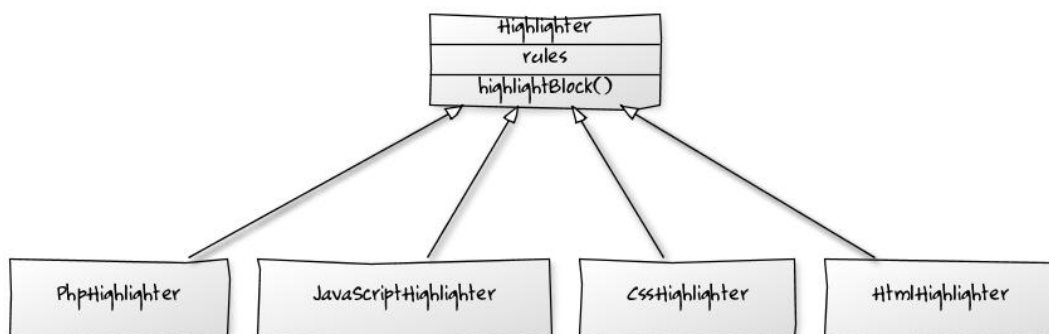 Highlighter
rules
highlightBlock()
PhpHighlighter
JavaScriptHighlighter
CssHighlighter
HtmlHighlighter